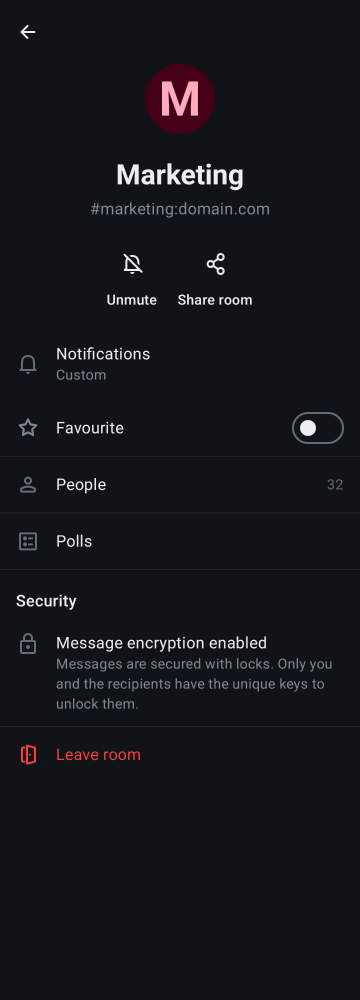 M
Marketing
#marketing:domain.com
Unmute
Share room
Notifications
Custom
Favourite
People
32
Polls
Security
Message encryption enabled
Messages are secured with locks. Only you
and the recipients have the unique keys to
unlock them.
Leave room